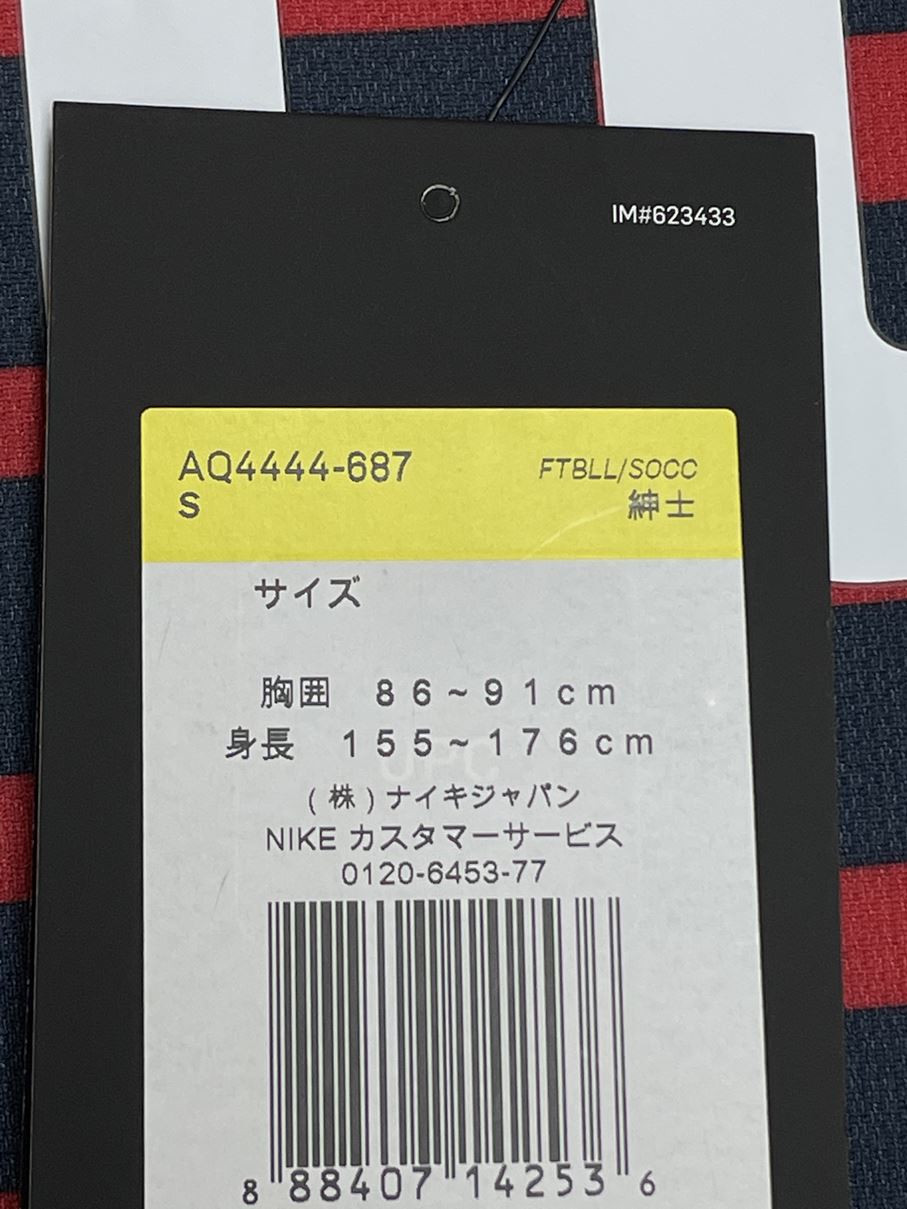 IM#623433
AQ4444-687 FTBLL/SOCC
S 紳士
サイズ
胸囲 86~91cm
身長 155~176cm
UPC
(株)ナイキジャパン
NIKE カスタマーサービス
0120-6453-77
8 88407 14253 6